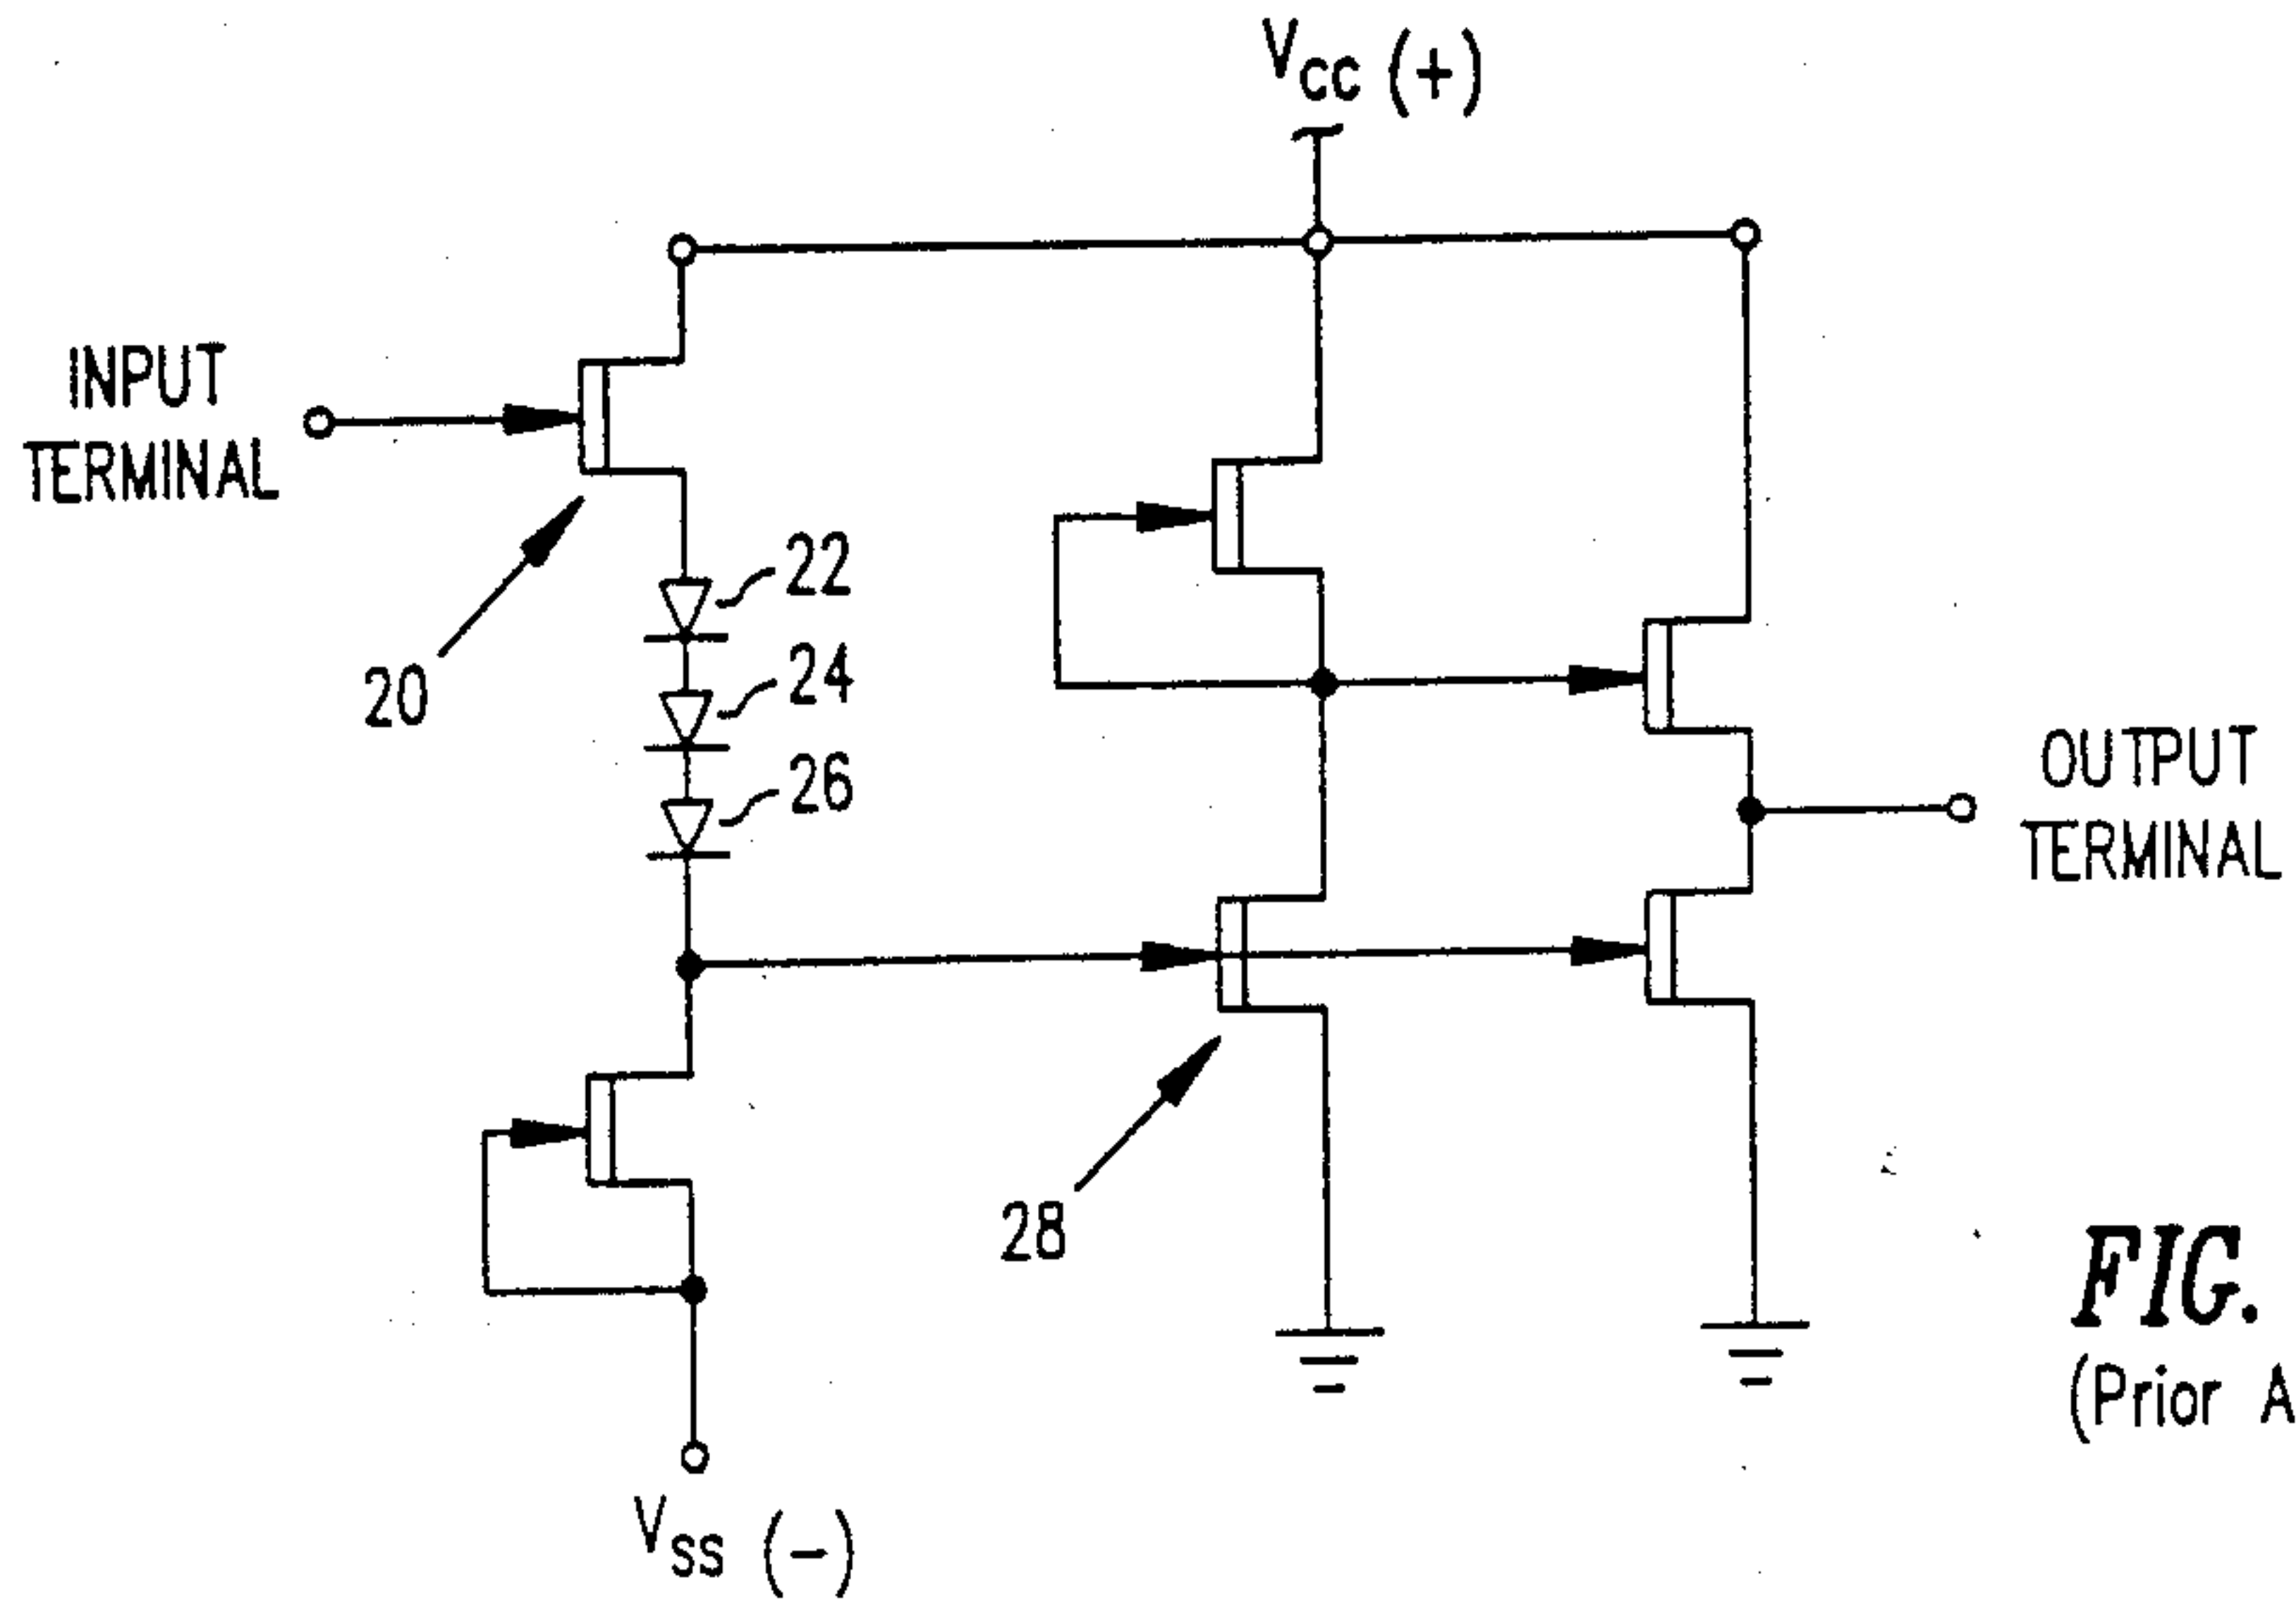 VCC (+)
INPUT
TERMINAL
22
24
20
26
OUTPUT
TERMINAL
28
FIG.
(Prior A
VSS (-)